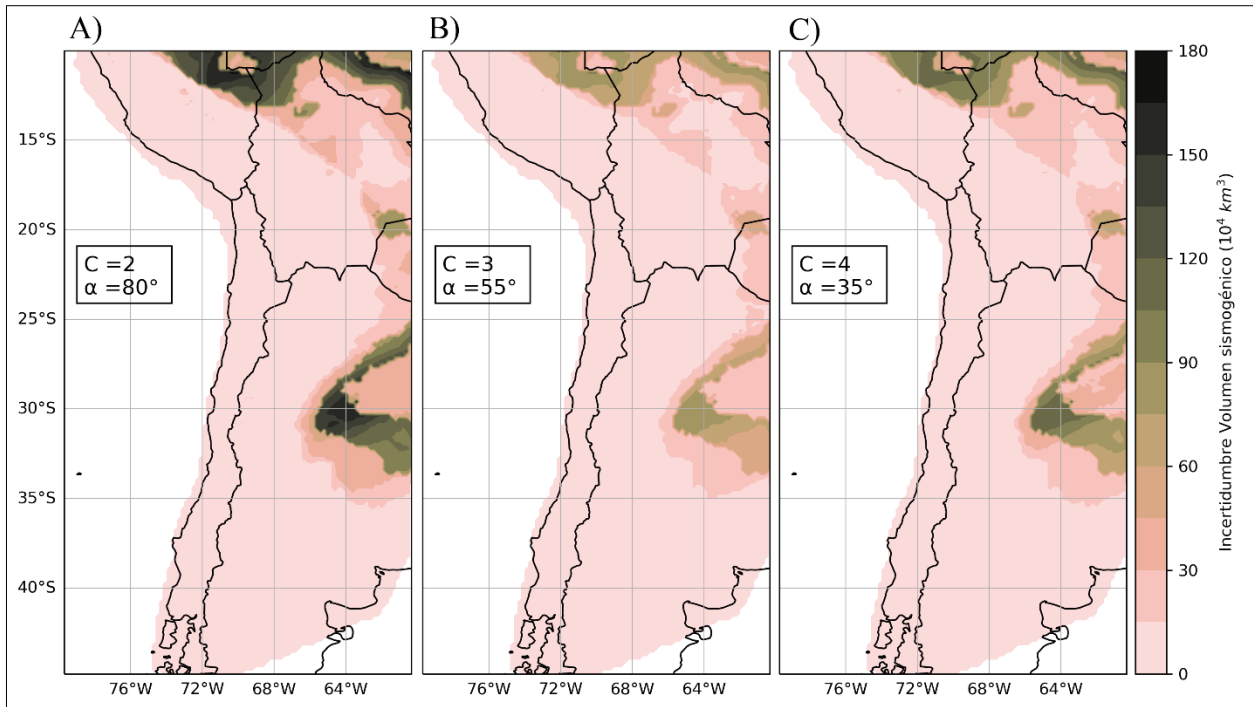 A)
B)
C)
15°S
20°S
25°S
30°S
35°S
40°S
C =2
α =80°
C =3
α =55°
C =4
α =35°
76°W
72°W
68°W
64°W
76°W
72°W
68°W
64°W
76°W
72°W
68°W
64°W
180
150
120
90
60
30
0
Incertidumbre Volumen sismogénico (10⁴ km³)